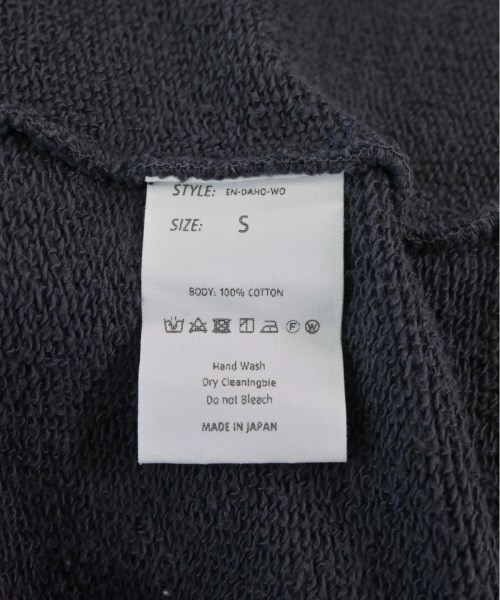 STYLE: EN-DAHO-WO
SIZE: S
BODY: 100% COTTON
F W
Hand Wash
Dry Cleaningble
Do not Bleach
MADE IN JAPAN